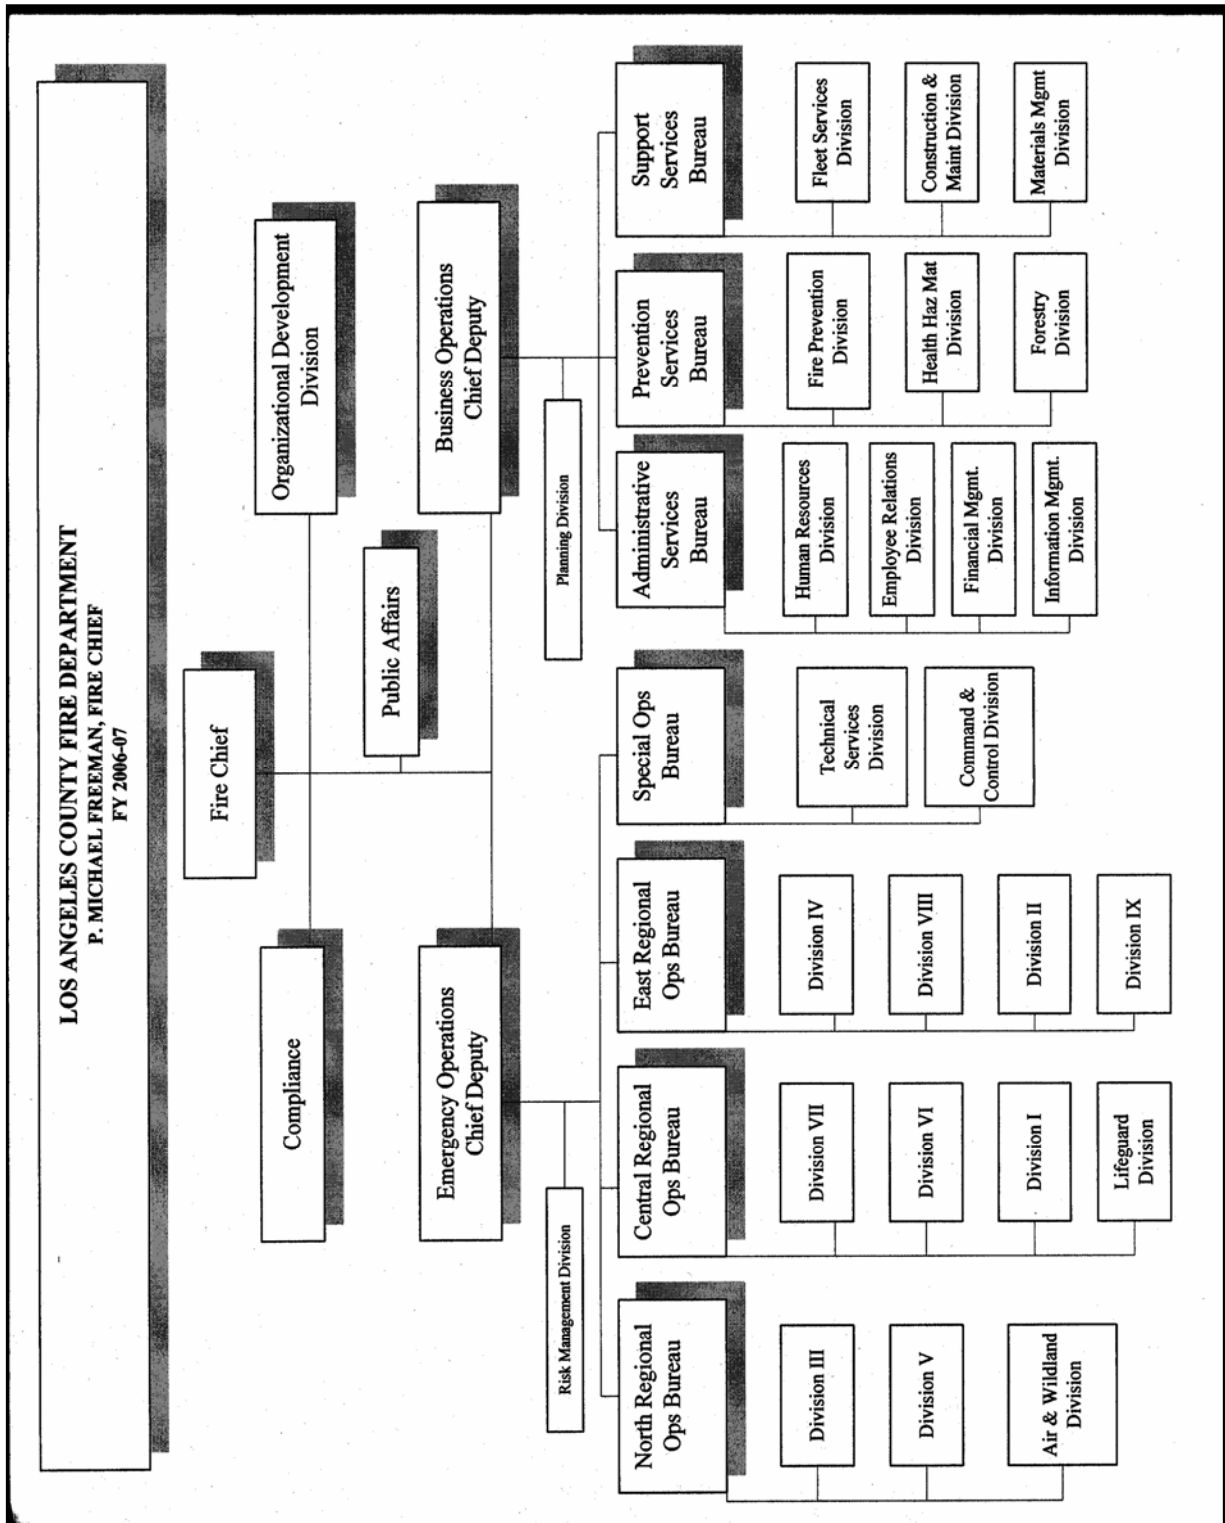 LOS ANGELES COUNTY FIRE DEPARTMENT
P. MICHAEL FREEMAN, FIRE CHIEF
FY 2006-07
Fire Chief
Compliance
Organizational Development
Division
Public Affairs
Emergency Operations
Chief Deputy
Business Operations
Chief Deputy
Risk Management Division
Planning Division
North Regional
Ops Bureau
Central Regional
Ops Bureau
East Regional
Ops Bureau
Special Ops
Bureau
Administrative
Services
Bureau
Prevention
Services
Bureau
Support
Services
Bureau
Division III
Division V
Air & Wildland
Division
Division VII
Division VI
Division I
Lifeguard
Division
Division IV
Division VIII
Division II
Division IX
Technical
Services
Division
Command &
Control Division
Human Resources
Division
Employee Relations
Division
Financial Mgmt.
Division
Information Mgmt.
Division
Fire Prevention
Division
Health Haz Mat
Division
Forestry
Division
Fleet Services
Division
Construction &
Maint Division
Materials Mgmt
Division